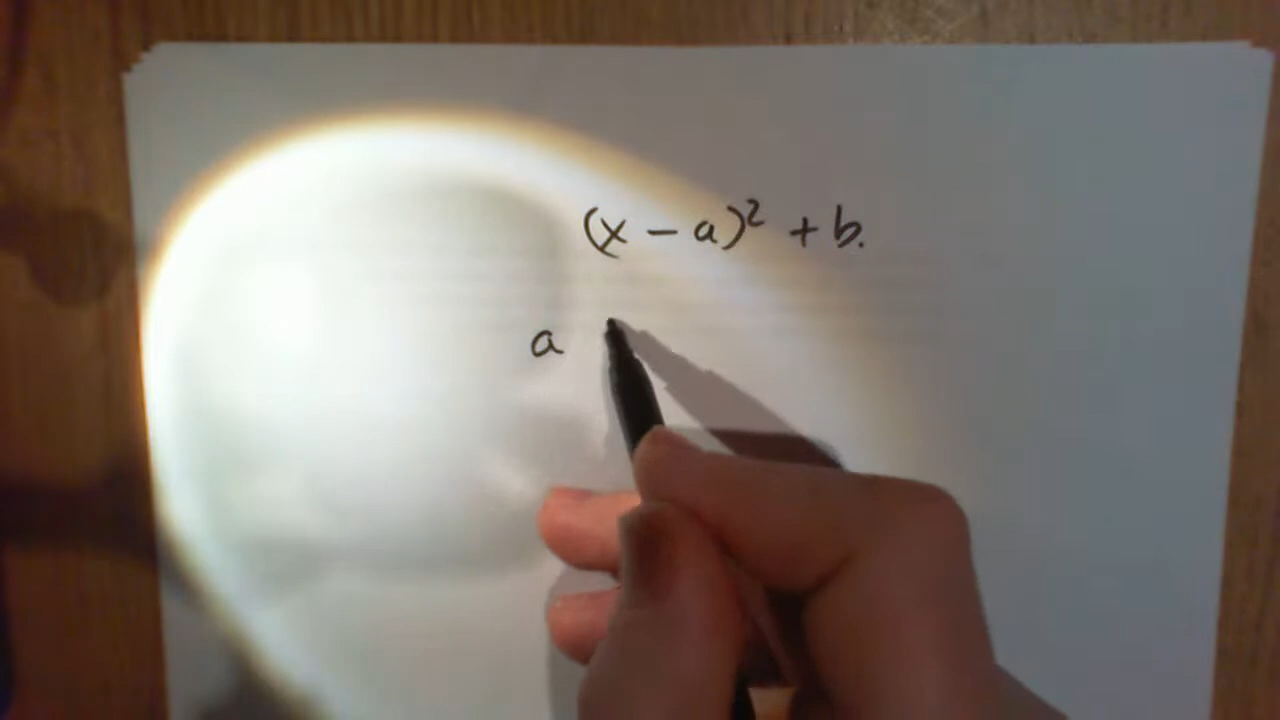 (x - a)² + b.
a